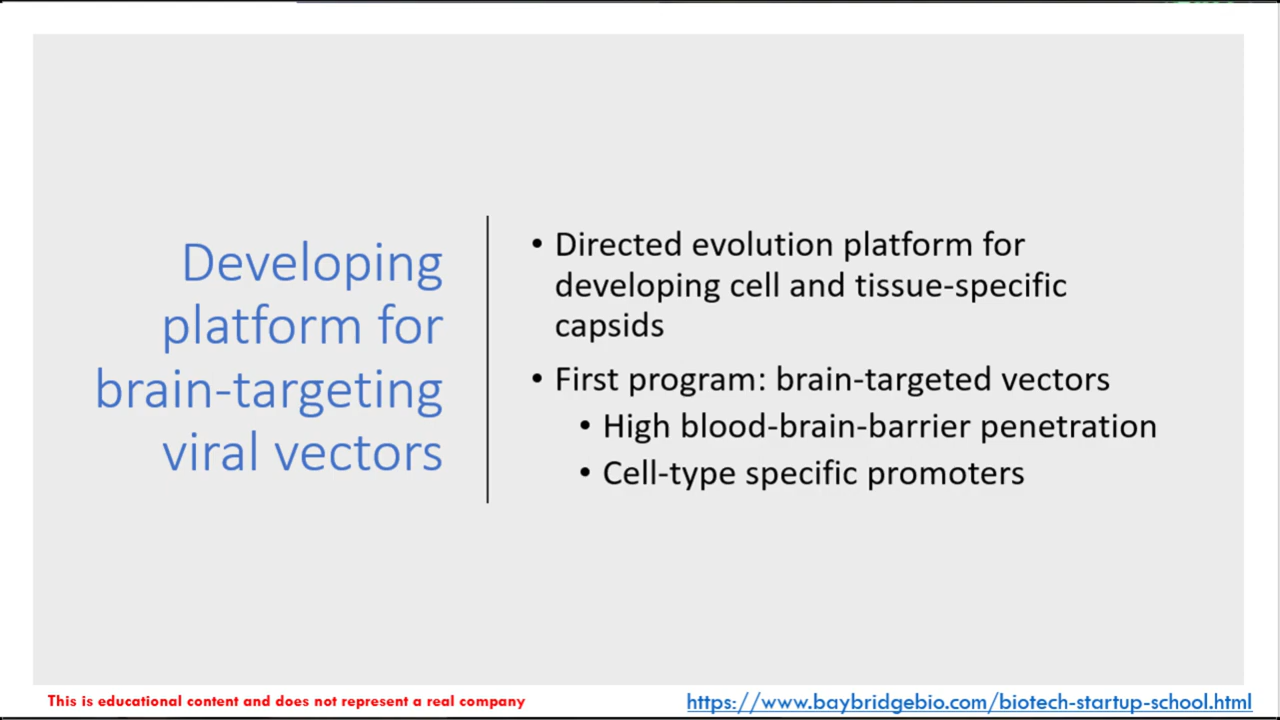 Developing
platform for
brain-targeting
viral vectors
• Directed evolution platform for
developing cell and tissue-specific
capsids
• First program: brain-targeted vectors
• High blood-brain-barrier penetration
• Cell-type specific promoters
This is educational content and does not represent a real company
https://www.baybridgebio.com/biotech-startup-school.html